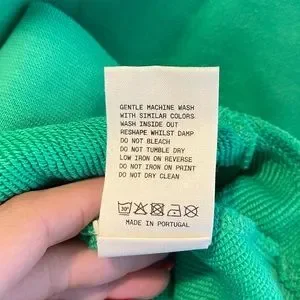 GENTLE MACHINE WASH
WITH SIMILAR COLORS
WASH INSIDE OUT
RESHAPE WHILST DAMP
DO NOT BLEACH
DO NOT TUMBLE DRY
LOW IRON ON REVERSE
DO NOT IRON ON PRINT
DO NOT DRY CLEAN
30°
MADE IN PORTUGAL